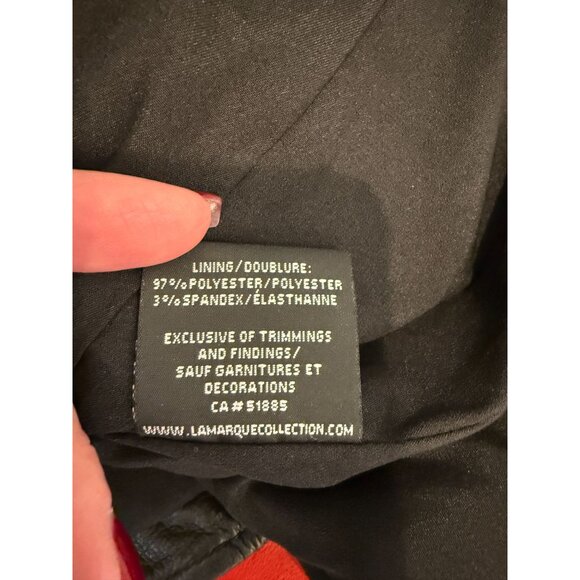 LINING/DOUBLURE:
97%POLYESTER/POLYESTER
3%SPANDEX/ÉLASTHANNE
EXCLUSIVE OF TRIMMINGS
AND FINDINGS/
SAUF GARNITURES ET
DECORATIONS
CA#51885
WWW.LAMARQUECOLLECTION.COM